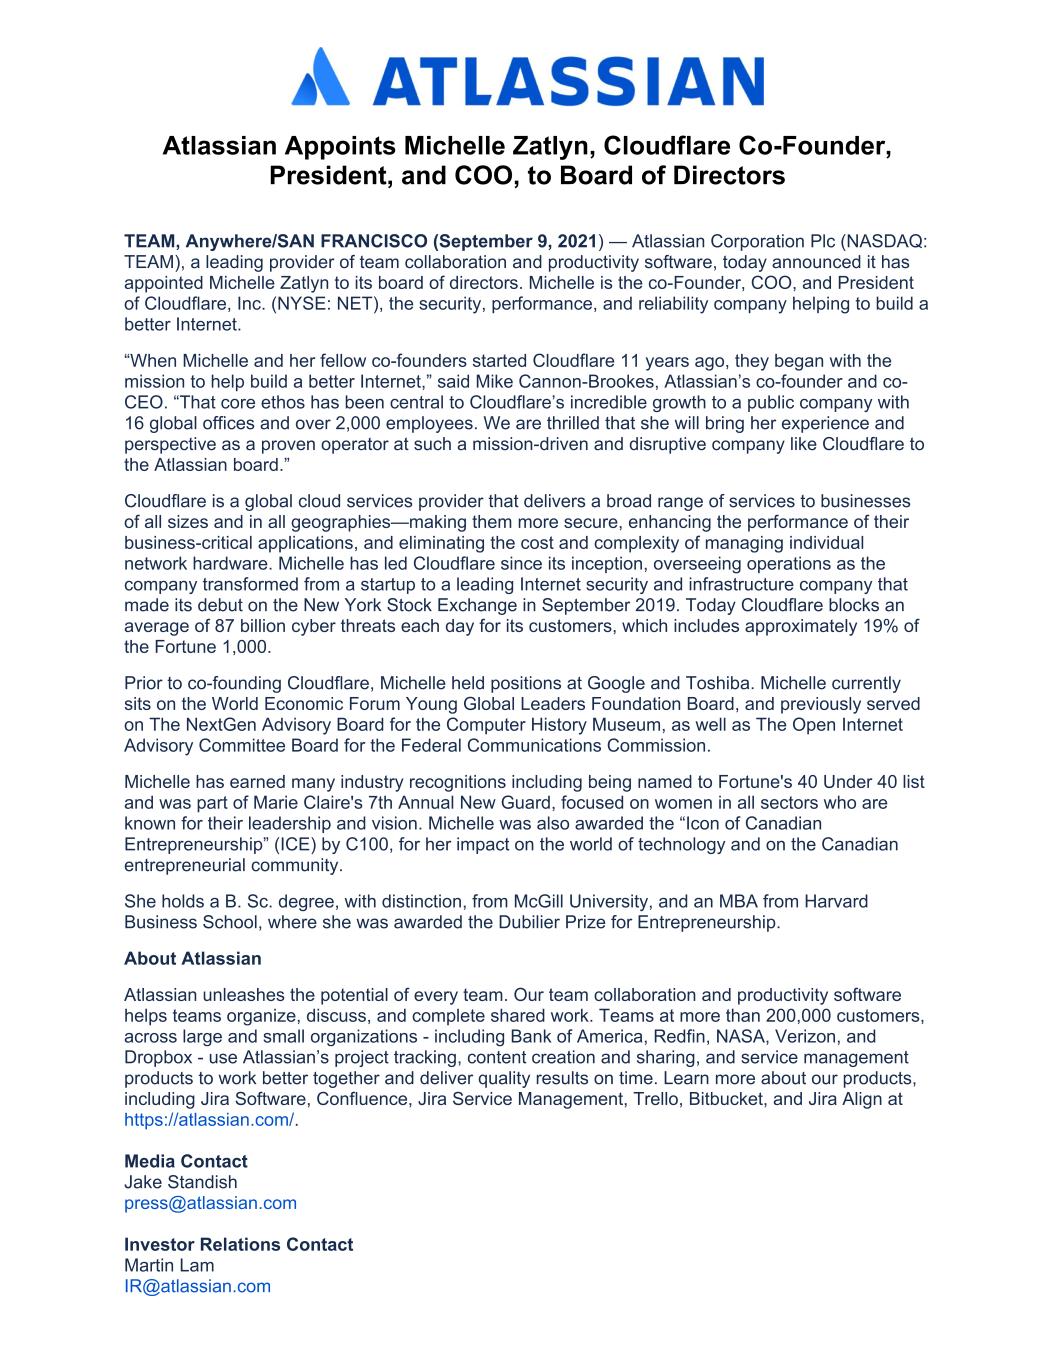 ATLASSIAN
Atlassian Appoints Michelle Zatlyn, Cloudflare Co-Founder,
President, and COO, to Board of Directors
TEAM, Anywhere/SAN FRANCISCO (September 9, 2021) — Atlassian Corporation Plc (NASDAQ:
TEAM), a leading provider of team collaboration and productivity software, today announced it has
appointed Michelle Zatlyn to its board of directors. Michelle is the co-Founder, COO, and President
of Cloudflare, Inc. (NYSE: NET), the security, performance, and reliability company helping to build a
better Internet.
“When Michelle and her fellow co-founders started Cloudflare 11 years ago, they began with the
mission to help build a better Internet,” said Mike Cannon-Brookes, Atlassian’s co-founder and co-
CEO. “That core ethos has been central to Cloudflare’s incredible growth to a public company with
16 global offices and over 2,000 employees. We are thrilled that she will bring her experience and
perspective as a proven operator at such a mission-driven and disruptive company like Cloudflare to
the Atlassian board.”
Cloudflare is a global cloud services provider that delivers a broad range of services to businesses
of all sizes and in all geographies—making them more secure, enhancing the performance of their
business-critical applications, and eliminating the cost and complexity of managing individual
network hardware. Michelle has led Cloudflare since its inception, overseeing operations as the
company transformed from a startup to a leading Internet security and infrastructure company that
made its debut on the New York Stock Exchange in September 2019. Today Cloudflare blocks an
average of 87 billion cyber threats each day for its customers, which includes approximately 19% of
the Fortune 1,000.
Prior to co-founding Cloudflare, Michelle held positions at Google and Toshiba. Michelle currently
sits on the World Economic Forum Young Global Leaders Foundation Board, and previously served
on The NextGen Advisory Board for the Computer History Museum, as well as The Open Internet
Advisory Committee Board for the Federal Communications Commission.
Michelle has earned many industry recognitions including being named to Fortune's 40 Under 40 list
and was part of Marie Claire's 7th Annual New Guard, focused on women in all sectors who are
known for their leadership and vision. Michelle was also awarded the “Icon of Canadian
Entrepreneurship” (ICE) by C100, for her impact on the world of technology and on the Canadian
entrepreneurial community.
She holds a B. Sc. degree, with distinction, from McGill University, and an MBA from Harvard
Business School, where she was awarded the Dubilier Prize for Entrepreneurship.
About Atlassian
Atlassian unleashes the potential of every team. Our team collaboration and productivity software
helps teams organize, discuss, and complete shared work. Teams at more than 200,000 customers,
across large and small organizations - including Bank of America, Redfin, NASA, Verizon, and
Dropbox - use Atlassian’s project tracking, content creation and sharing, and service management
products to work better together and deliver quality results on time. Learn more about our products,
including Jira Software, Confluence, Jira Service Management, Trello, Bitbucket, and Jira Align at
https://atlassian.com/.
Media Contact
Jake Standish
press@atlassian.com
Investor Relations Contact
Martin Lam
IR@atlassian.com